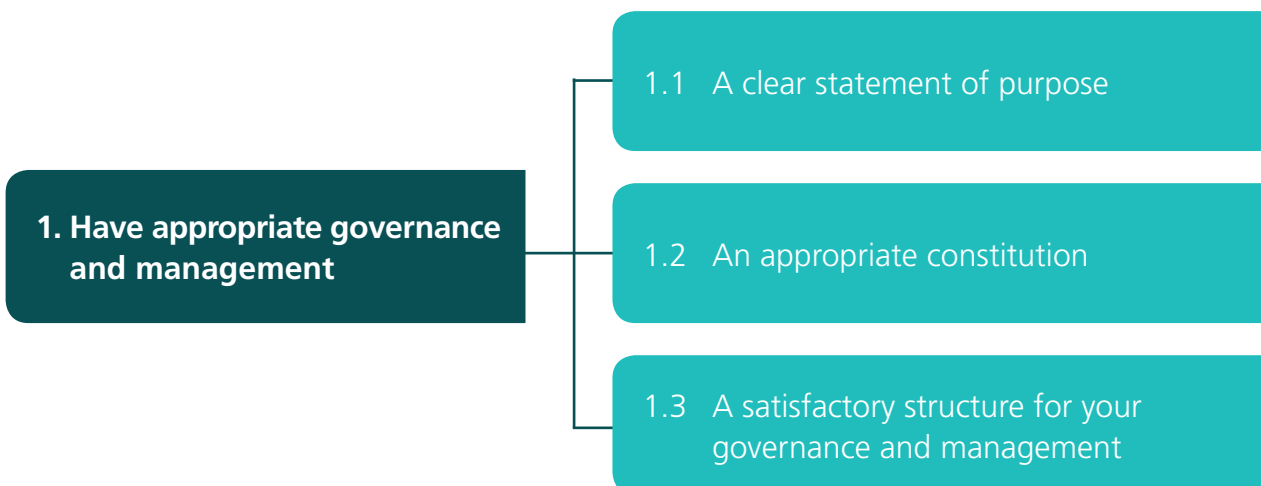 1. Have appropriate governance
and management
1.1 A clear statement of purpose
1.2 An appropriate constitution
1.3 A satisfactory structure for your
governance and management